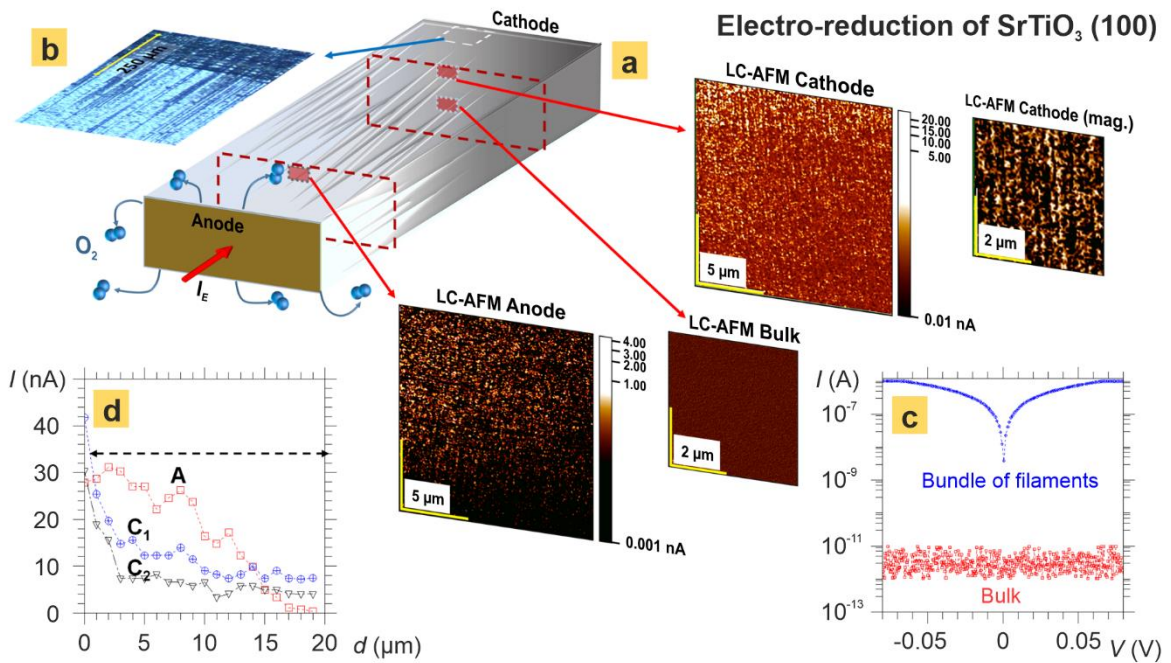 Electro-reduction of SrTiO₃ (100)
b
250 µm
Cathode
a
LC-AFM Cathode
20.00
15.00
10.00
5.00
0.01 nA
5 µm
LC-AFM Cathode (mag.)
2 µm
Anode
O₂
I_E
LC-AFM Anode
4.00
3.00
2.00
1.00
0.001 nA
5 µm
LC-AFM Bulk
2 µm
I (nA)
d
40
30
20
10
0
A
C₁
C₂
0
5
10
15
20
d (µm)
I (A)
c
10⁻⁷
10⁻⁹
10⁻¹¹
10⁻¹³
Bundle of filaments
Bulk
-0.05
0
0.05
V (V)